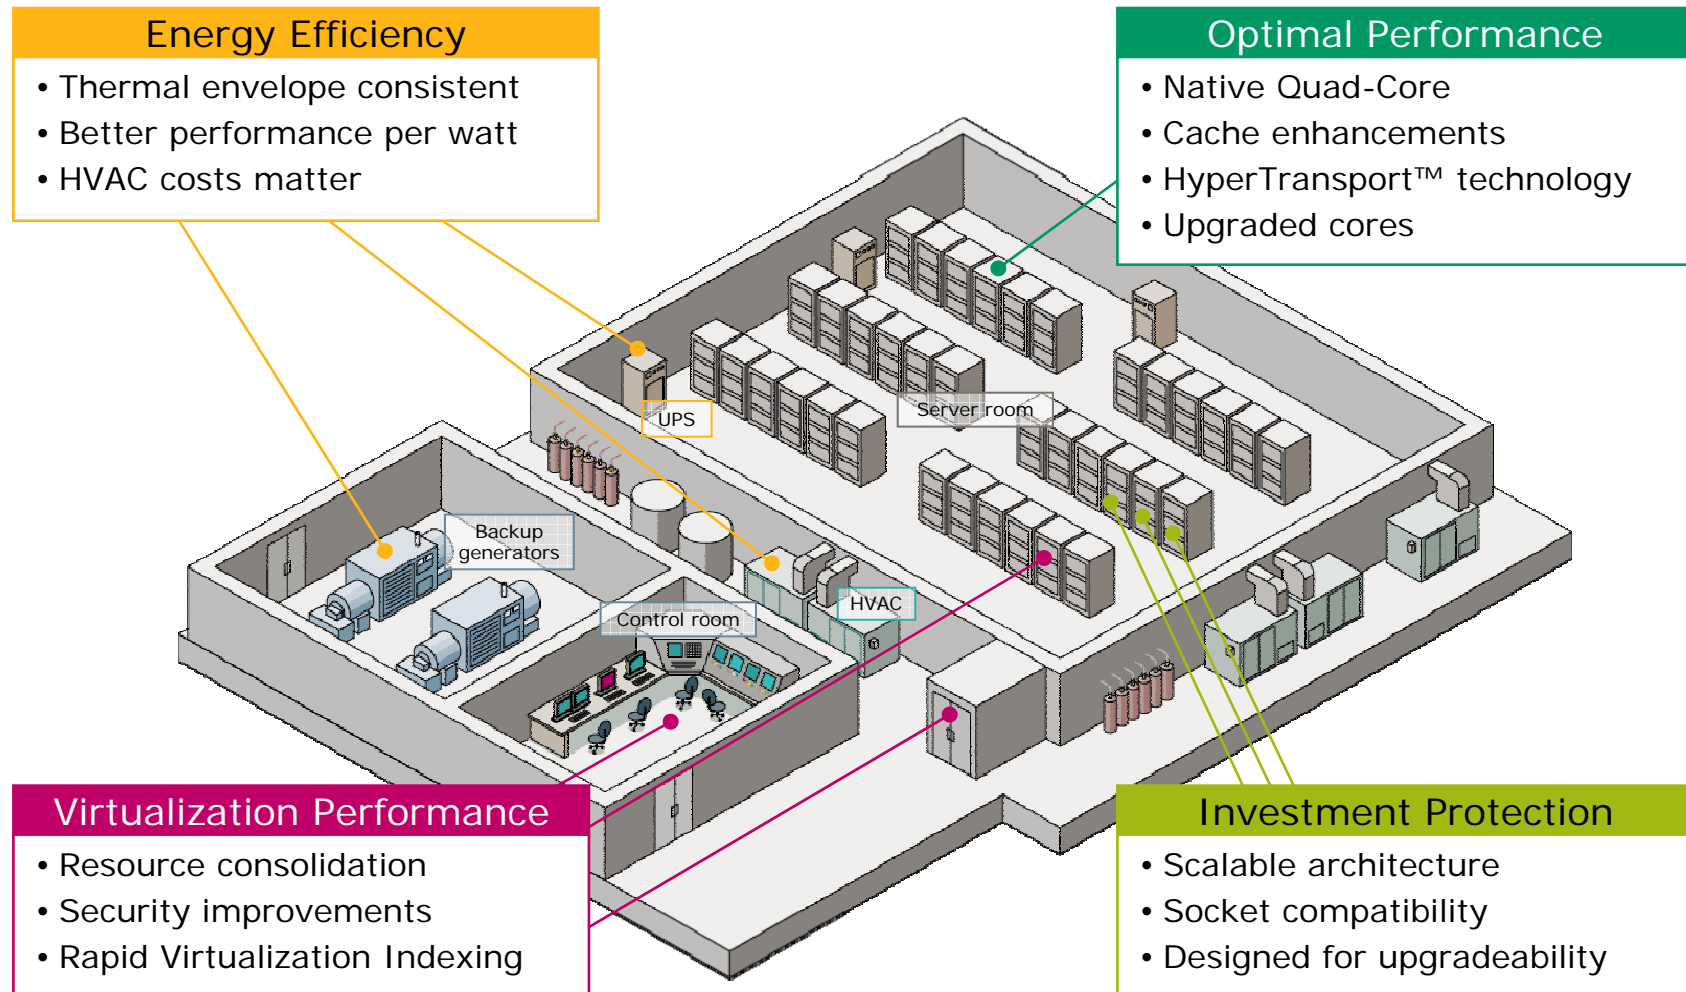 Energy Efficiency
• Thermal envelope consistent
• Better performance per watt
• HVAC costs matter
Optimal Performance
• Native Quad-Core
• Cache enhancements
• HyperTransport™ technology
• Upgraded cores
UPS
Server room
Backup
generators
HVAC
Control room
Virtualization Performance
• Resource consolidation
• Security improvements
• Rapid Virtualization Indexing
Investment Protection
• Scalable architecture
• Socket compatibility
• Designed for upgradeability